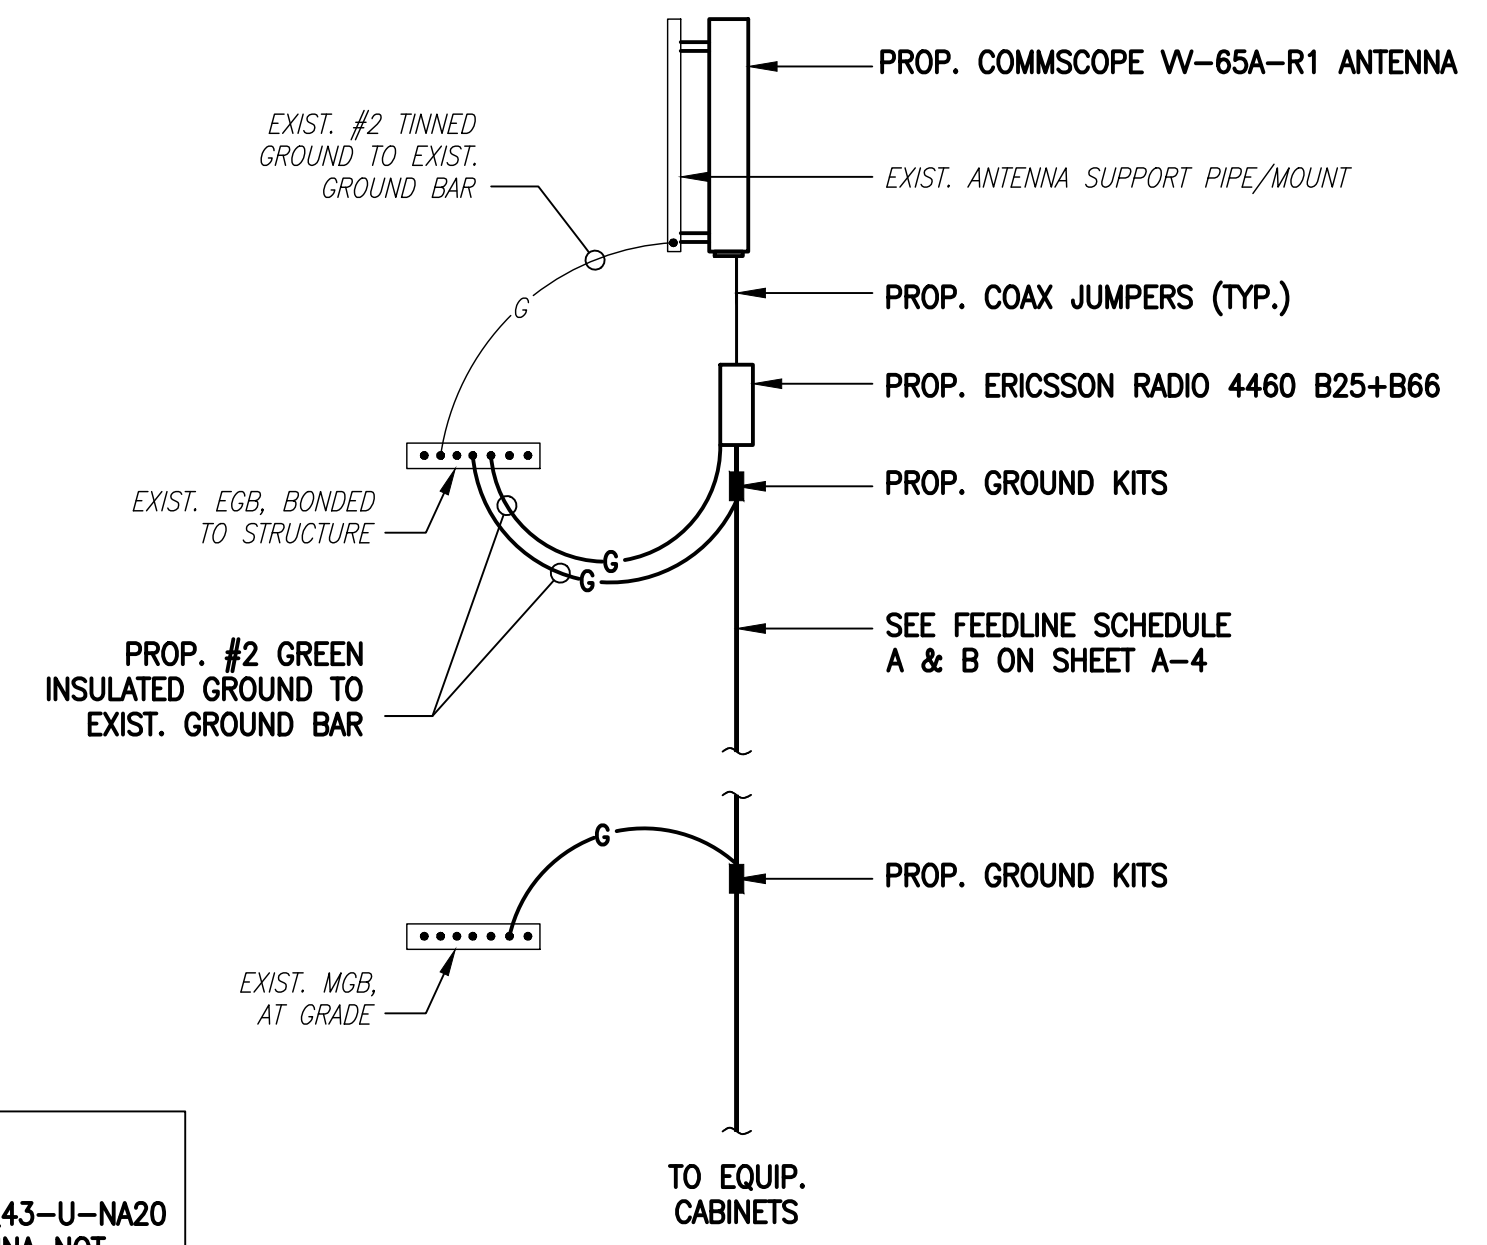 PROP. COMMSCOPE VV-65A-R1 ANTENNA
EXIST. #2 TINNED
GROUND TO EXIST.
GROUND BAR
EXIST. ANTENNA SUPPORT PIPE/MOUNT
G
PROP. COAX JUMPERS (TYP.)
PROP. ERICSSON RADIO 4460 B25+B66
PROP. GROUND KITS
EXIST. EGB, BONDED
TO STRUCTURE
G
G
SEE FEEDLINE SCHEDULE
A & B ON SHEET A-4
PROP. #2 GREEN
INSULATED GROUND TO
EXIST. GROUND BAR
G
PROP. GROUND KITS
EXIST. MGB,
AT GRADE
TO EQUIP.
CABINETS
43-U-NA20
NOT